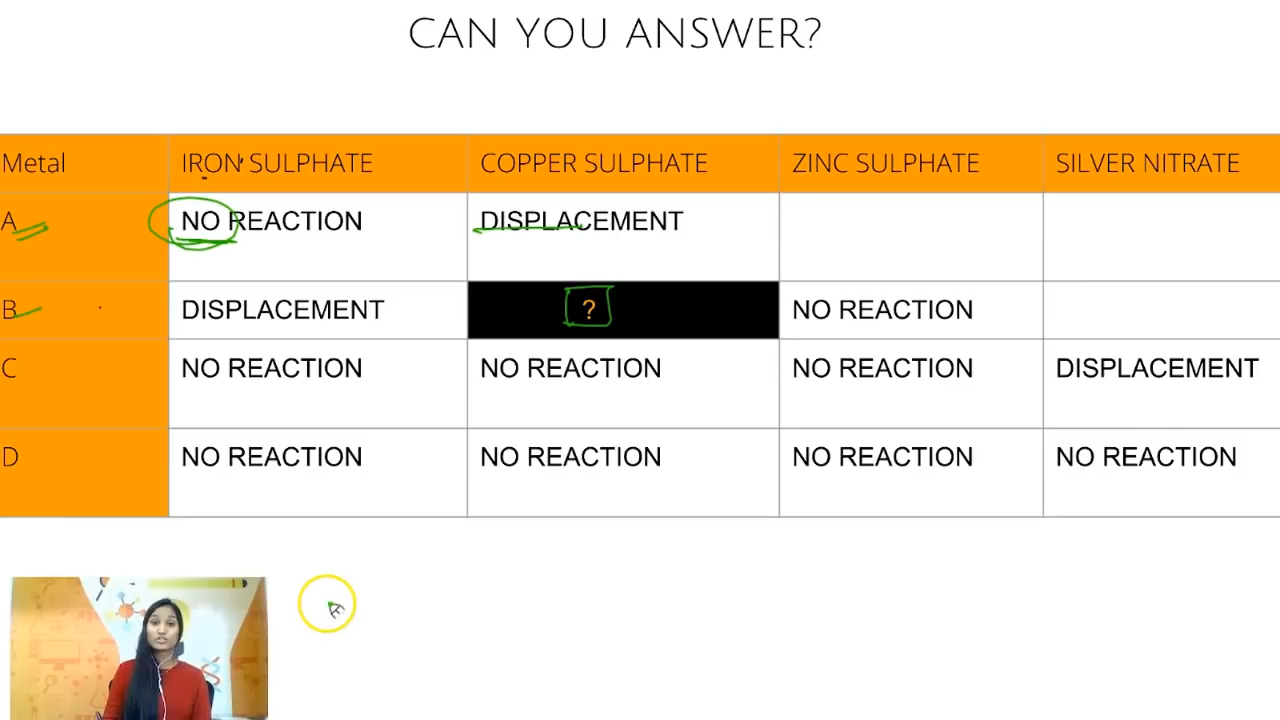 CAN YOU ANSWER?
Metal IRON SULPHATE COPPER SULPHATE ZINC SULPHATE SILVER NITRATE
A NO REACTION DISPLACEMENT
B DISPLACEMENT ? NO REACTION
C NO REACTION NO REACTION NO REACTION DISPLACEMENT
D NO REACTION NO REACTION NO REACTION NO REACTION